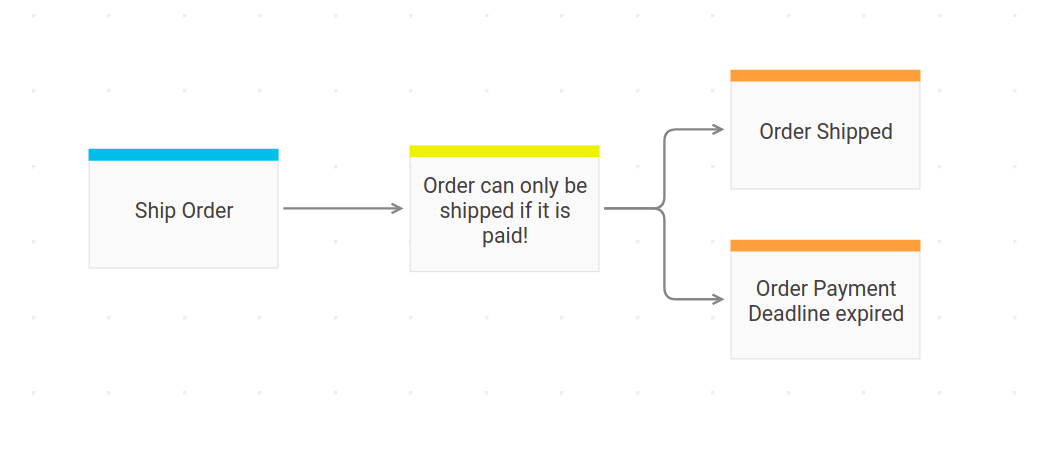 Ship Order
Order can only be
shipped if it is
paid!
Order Shipped
Order Payment
Deadline expired